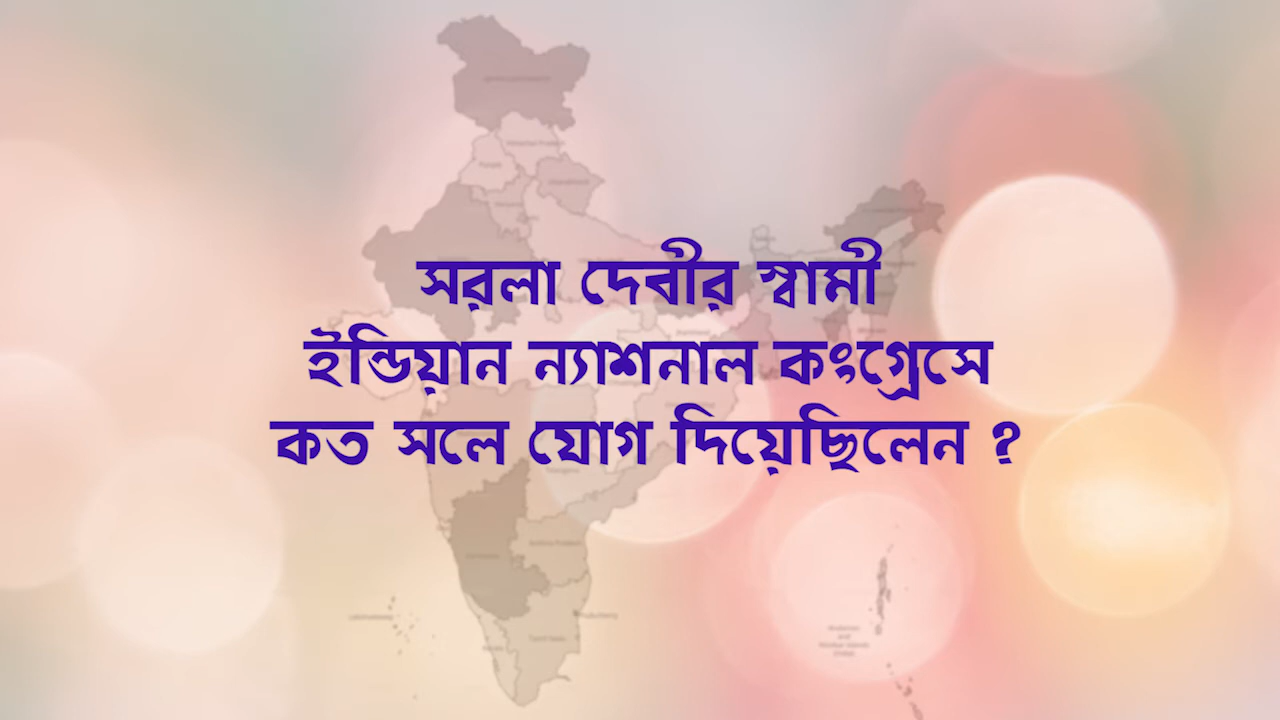 সরলা দেবীর স্বামী
ইন্ডিয়ান ন্যাশনাল কংগ্রেসে
কত সলে যোগ দিয়েছিলেন ?